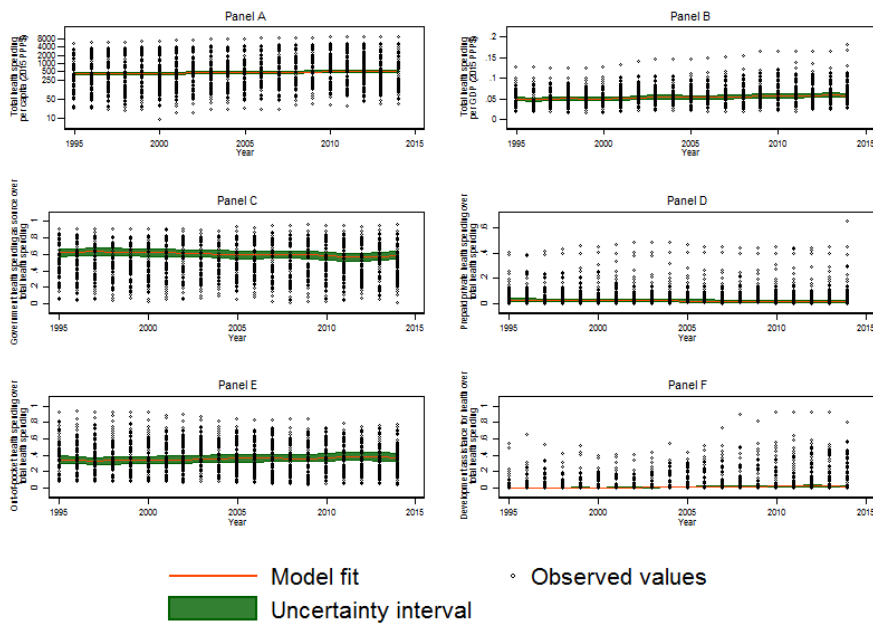 Panel A
Total health spending
per capita (2015 PPP$)
8000
4000
2000
1000
500
250
50
10
1995
2000
2005
2010
2015
Year
Panel B
Total health spending
per GDP (2015 PPP$)
.2
.15
.1
.05
0
1995
2000
2005
2010
2015
Year
Panel C
Government health spending as source over
total health spending
1
.8
.6
.4
.2
0
1995
2000
2005
2010
2015
Year
Panel D
Prepaid private health spending over
total health spending
.6
.4
.2
0
1995
2000
2005
2010
2015
Year
Panel E
Out-of-pocket health spending over
total health spending
1
.8
.6
.4
.2
0
1995
2000
2005
2010
2015
Year
Panel F
Development assistance for health over
total health spending
1
.8
.6
.4
.2
0
1995
2000
2005
2010
2015
Year
Model fit
Observed values
Uncertainty interval